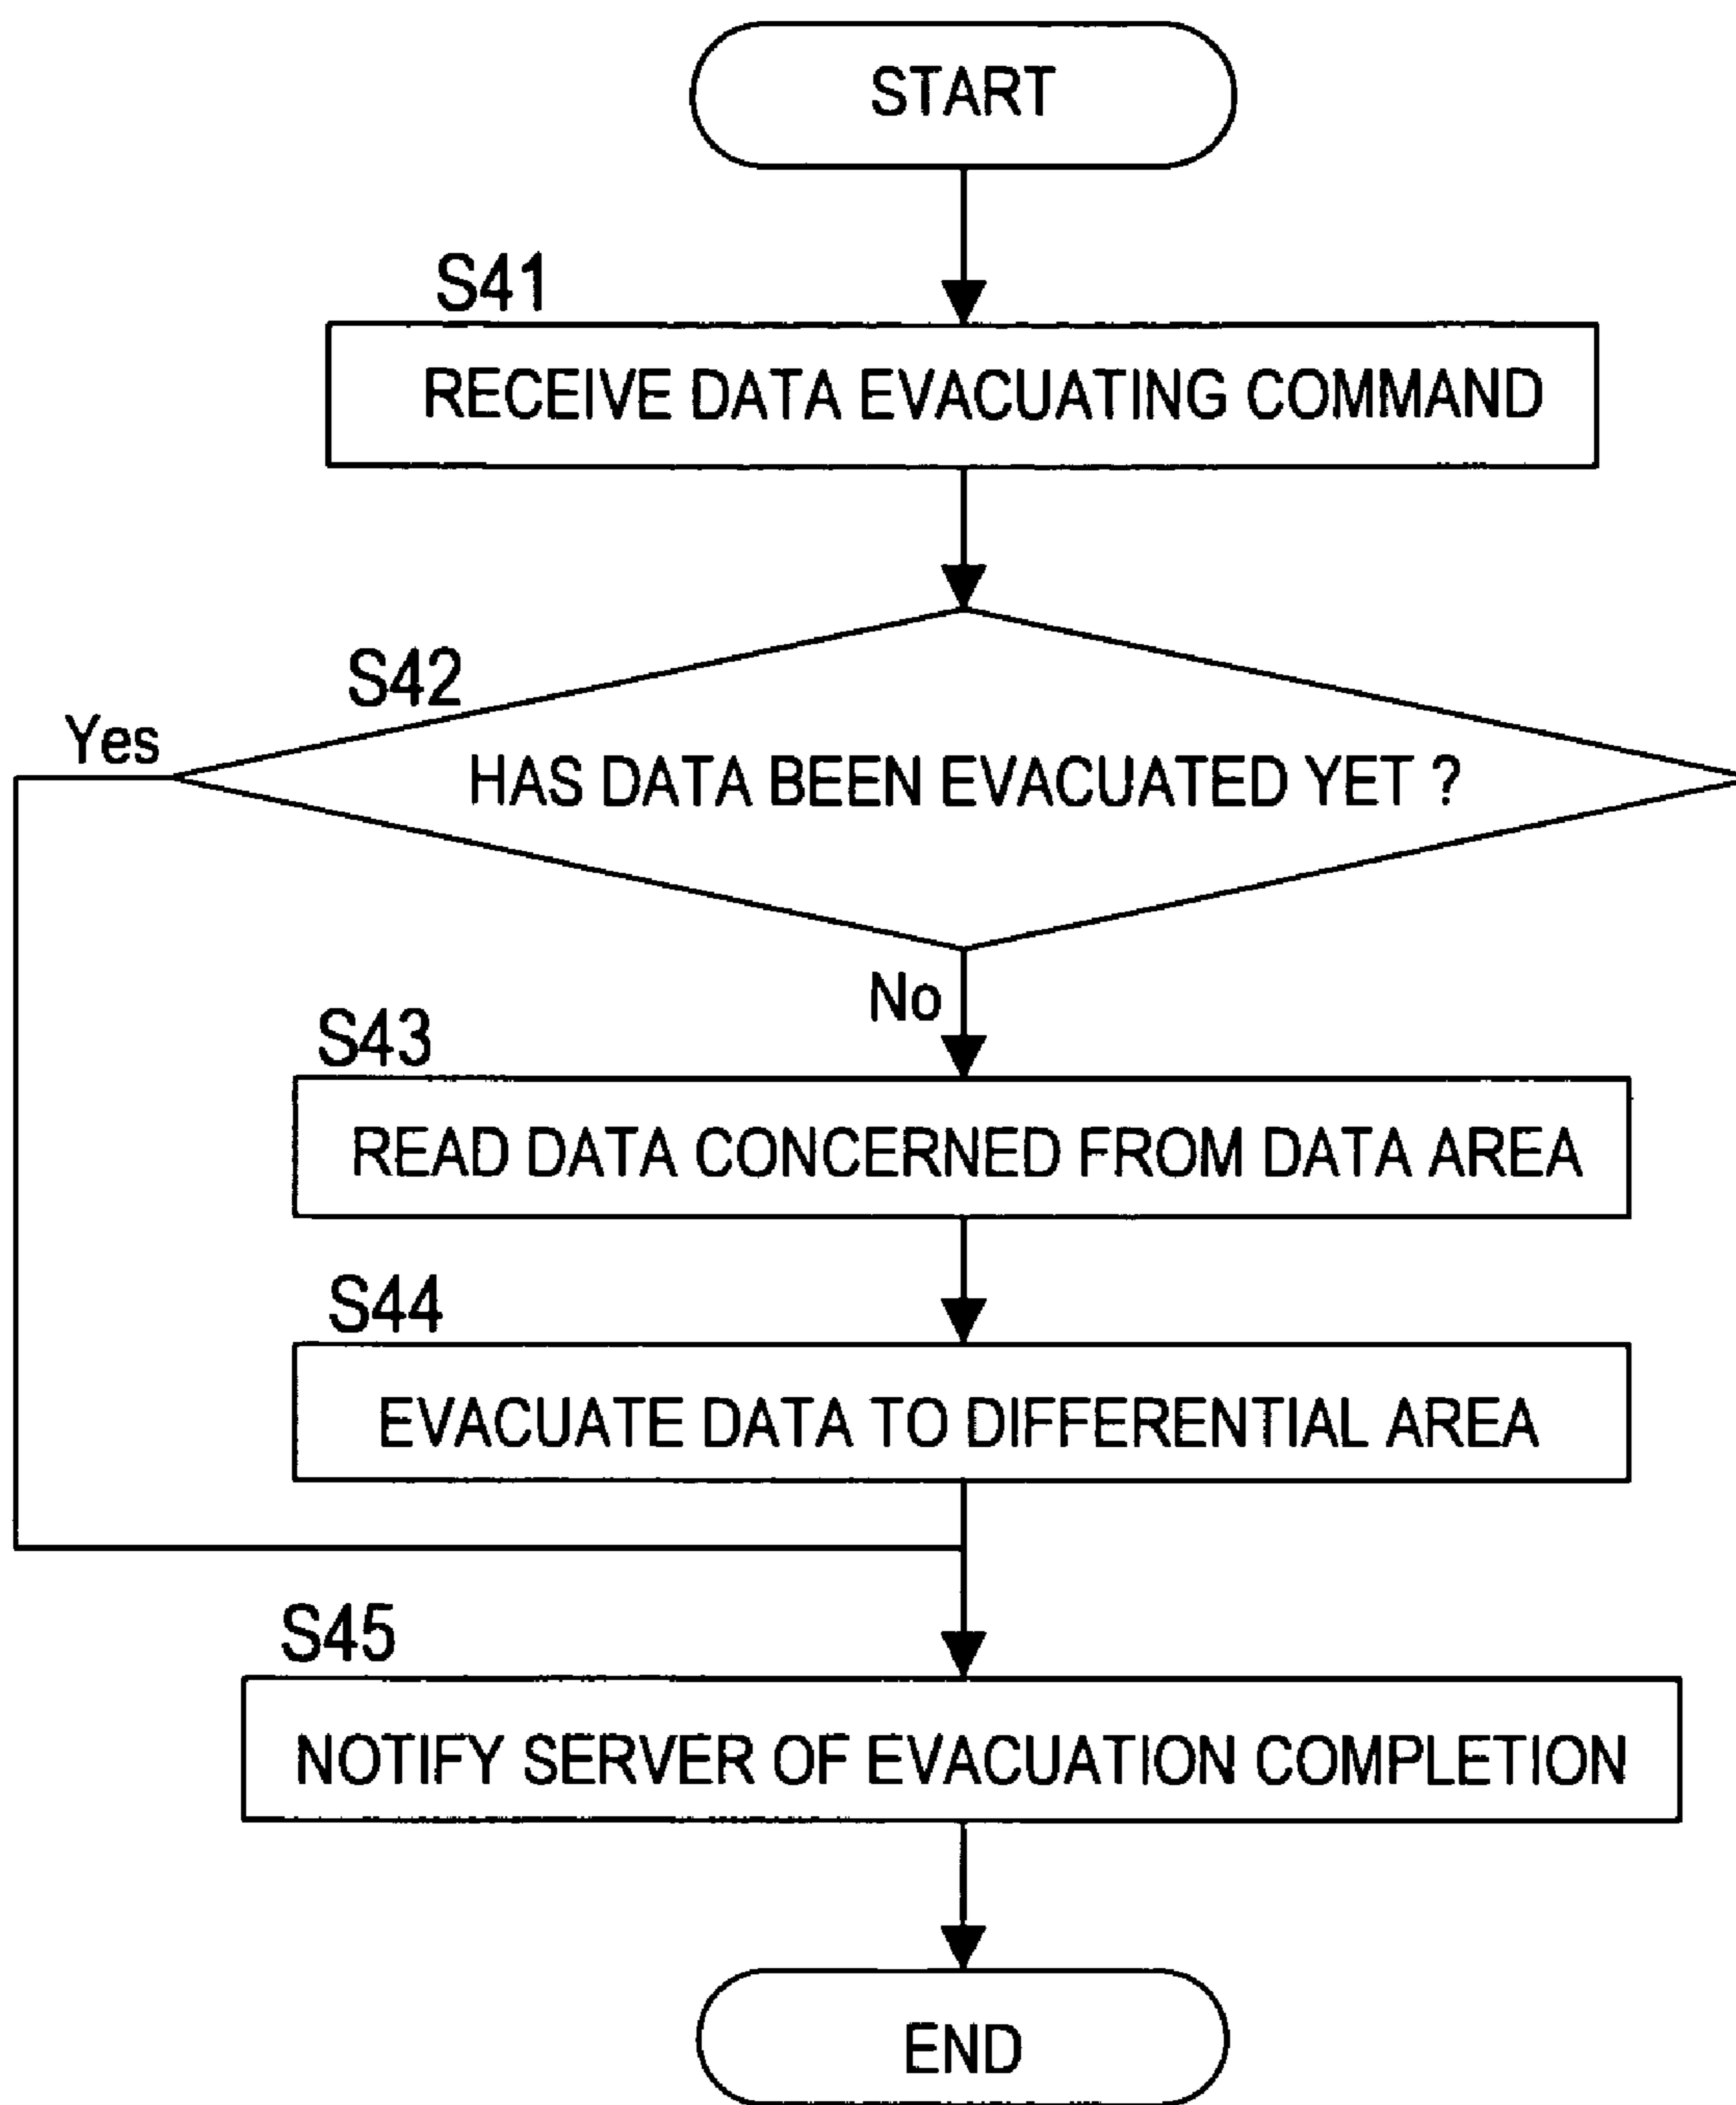 START
S41
RECEIVE DATA EVACUATING COMMAND
S42
Yes
HAS DATA BEEN EVACUATED YET ?
No
S43
READ DATA CONCERNED FROM DATA AREA
S44
EVACUATE DATA TO DIFFERENTIAL AREA
S45
NOTIFY SERVER OF EVACUATION COMPLETION
END